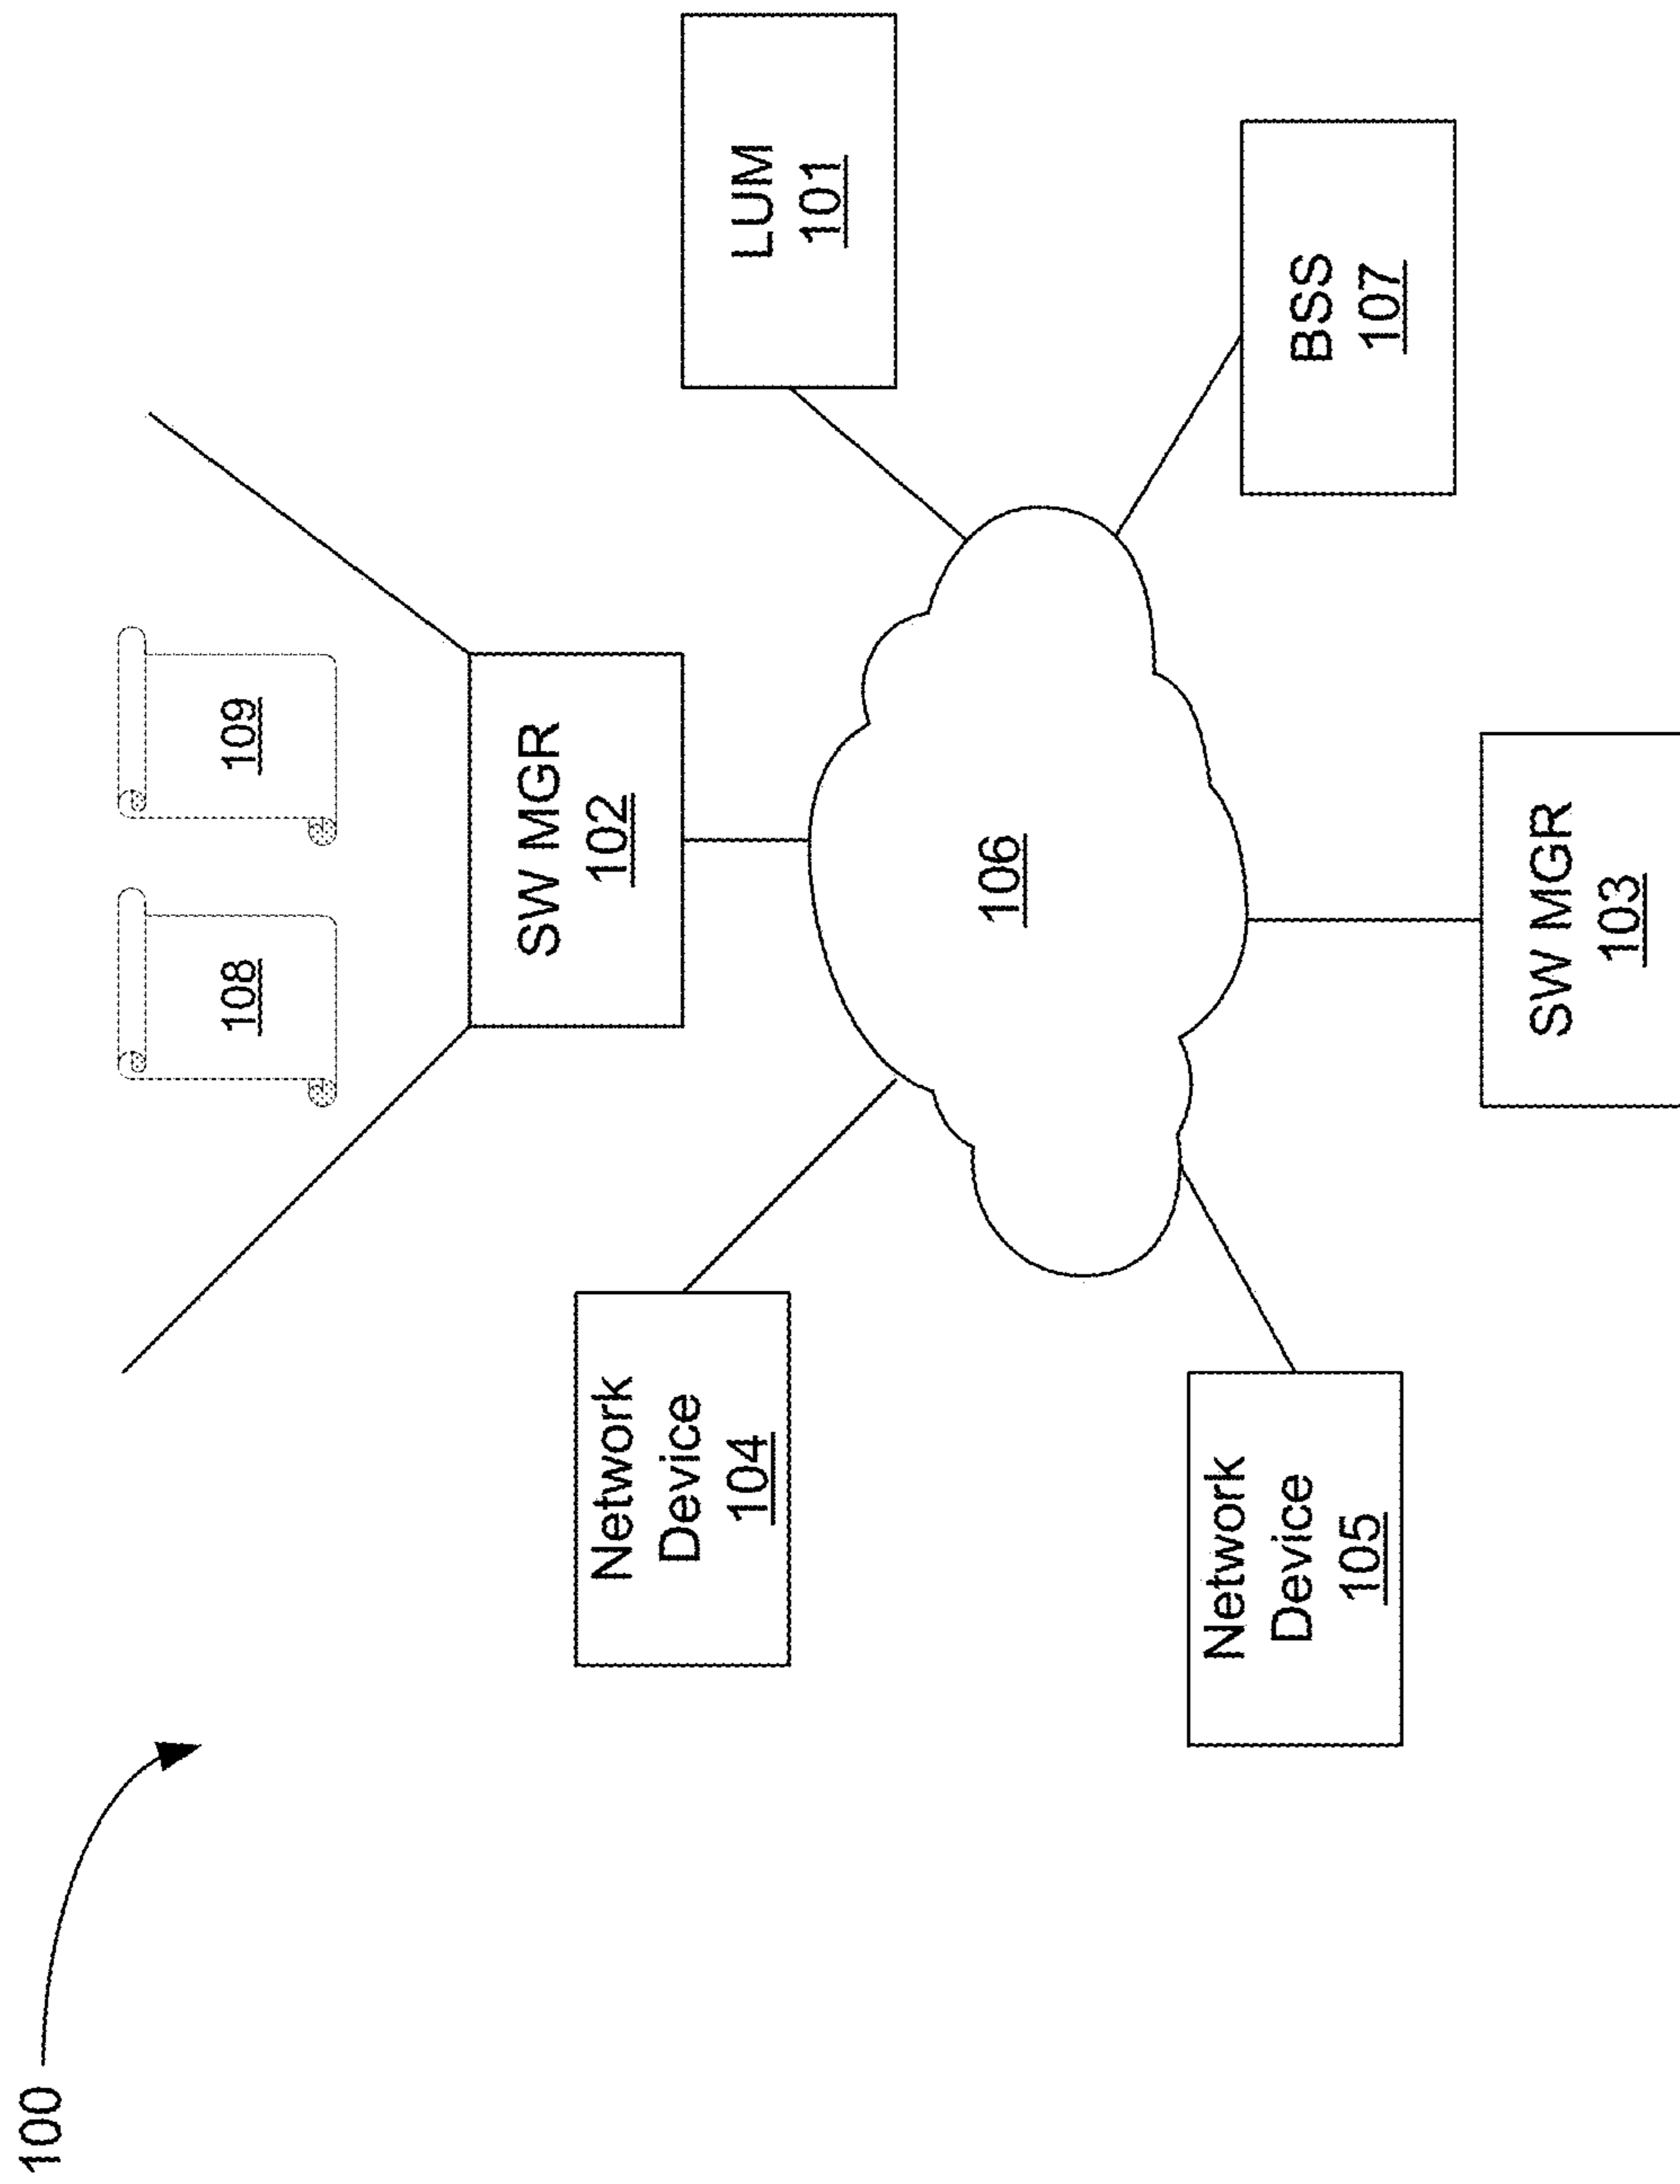 100
108
109
SW MGR
102
LUM
101
Network
Device
104
106
BSS
107
Network
Device
105
SW MGR
103